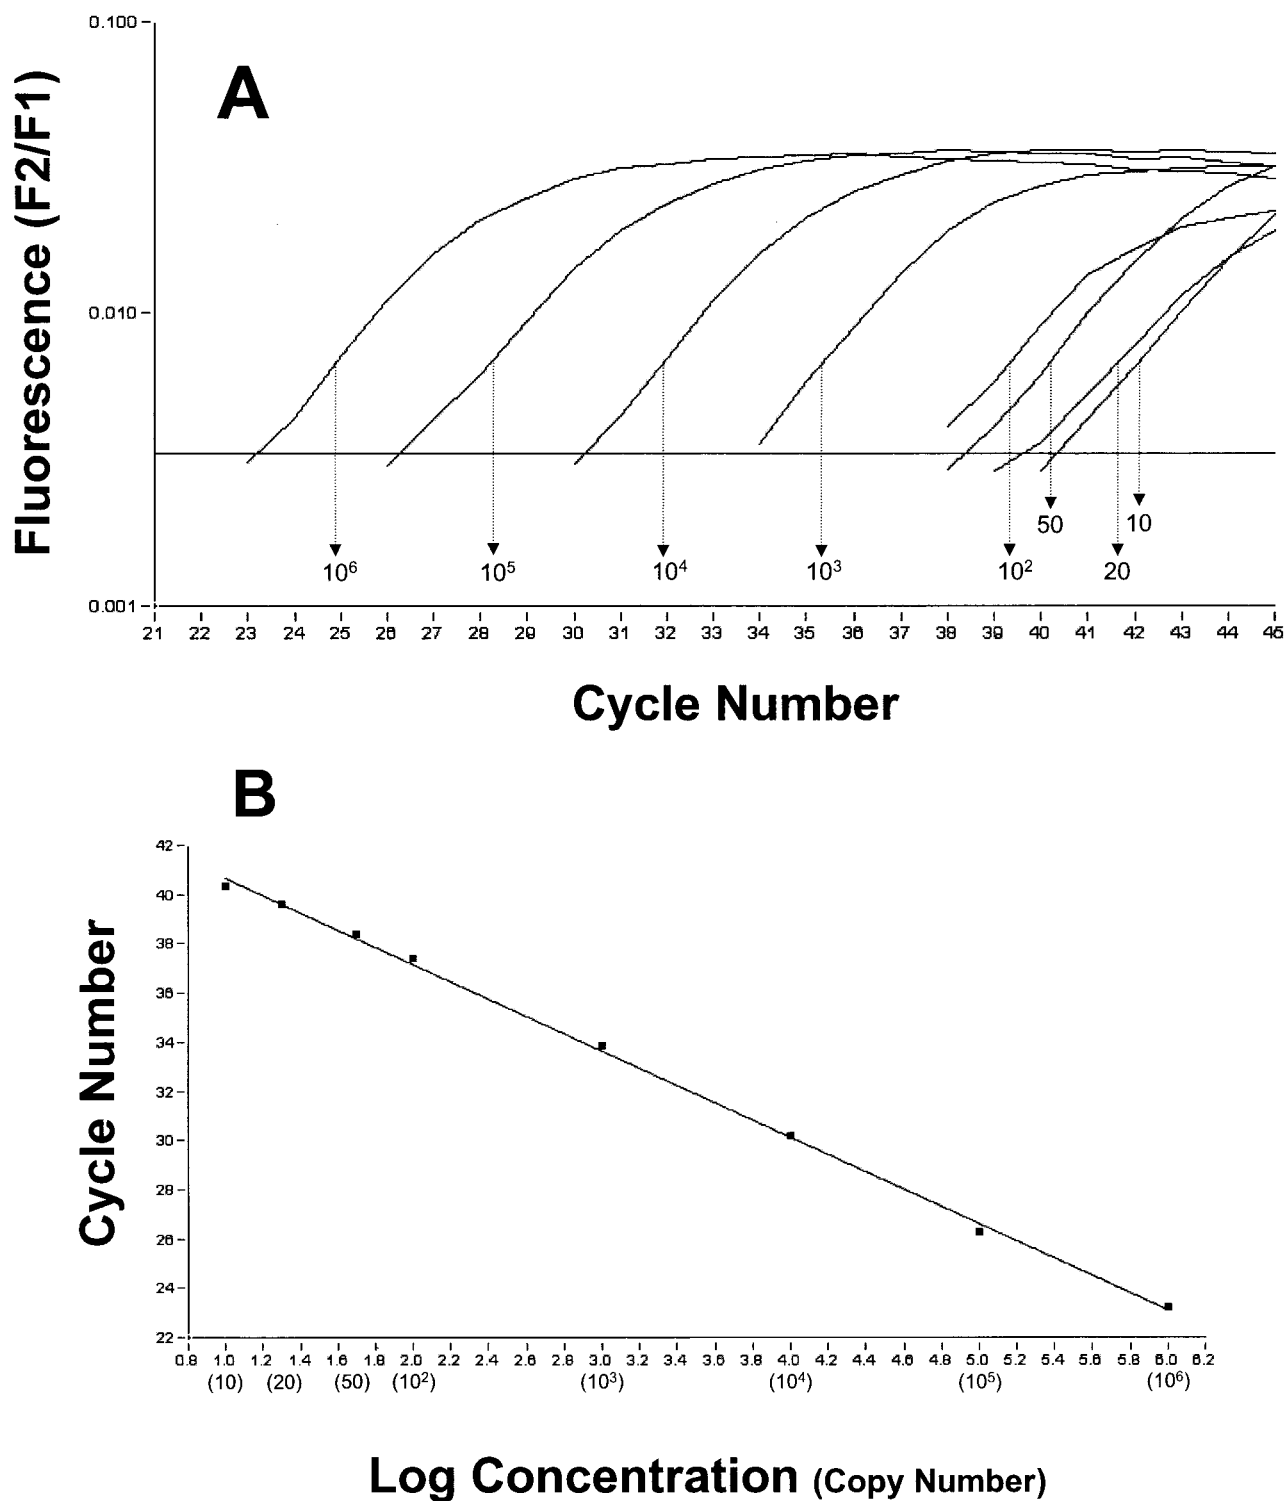 0.100
A
Fluorescence (F2/F1)
0.010
50
10
10⁶ 10⁵ 10⁴ 10³ 10² 20
0.001
21 22 23 24 25 26 27 28 29 30 31 32 33 34 35 36 37 38 39 40 41 42 43 44 45
Cycle Number
B
42
40
38
36
34
32
30
28
26
24
22
Cycle Number
0.8 1.0 1.2 1.4 1.6 1.8 2.0 2.2 2.4 2.6 2.8 3.0 3.2 3.4 3.6 3.8 4.0 4.2 4.4 4.6 4.8 5.0 5.2 5.4 5.6 5.8 6.0 6.2
(10) (20) (50) (10²) (10³) (10⁴) (10⁵) (10⁶)
Log Concentration (Copy Number)